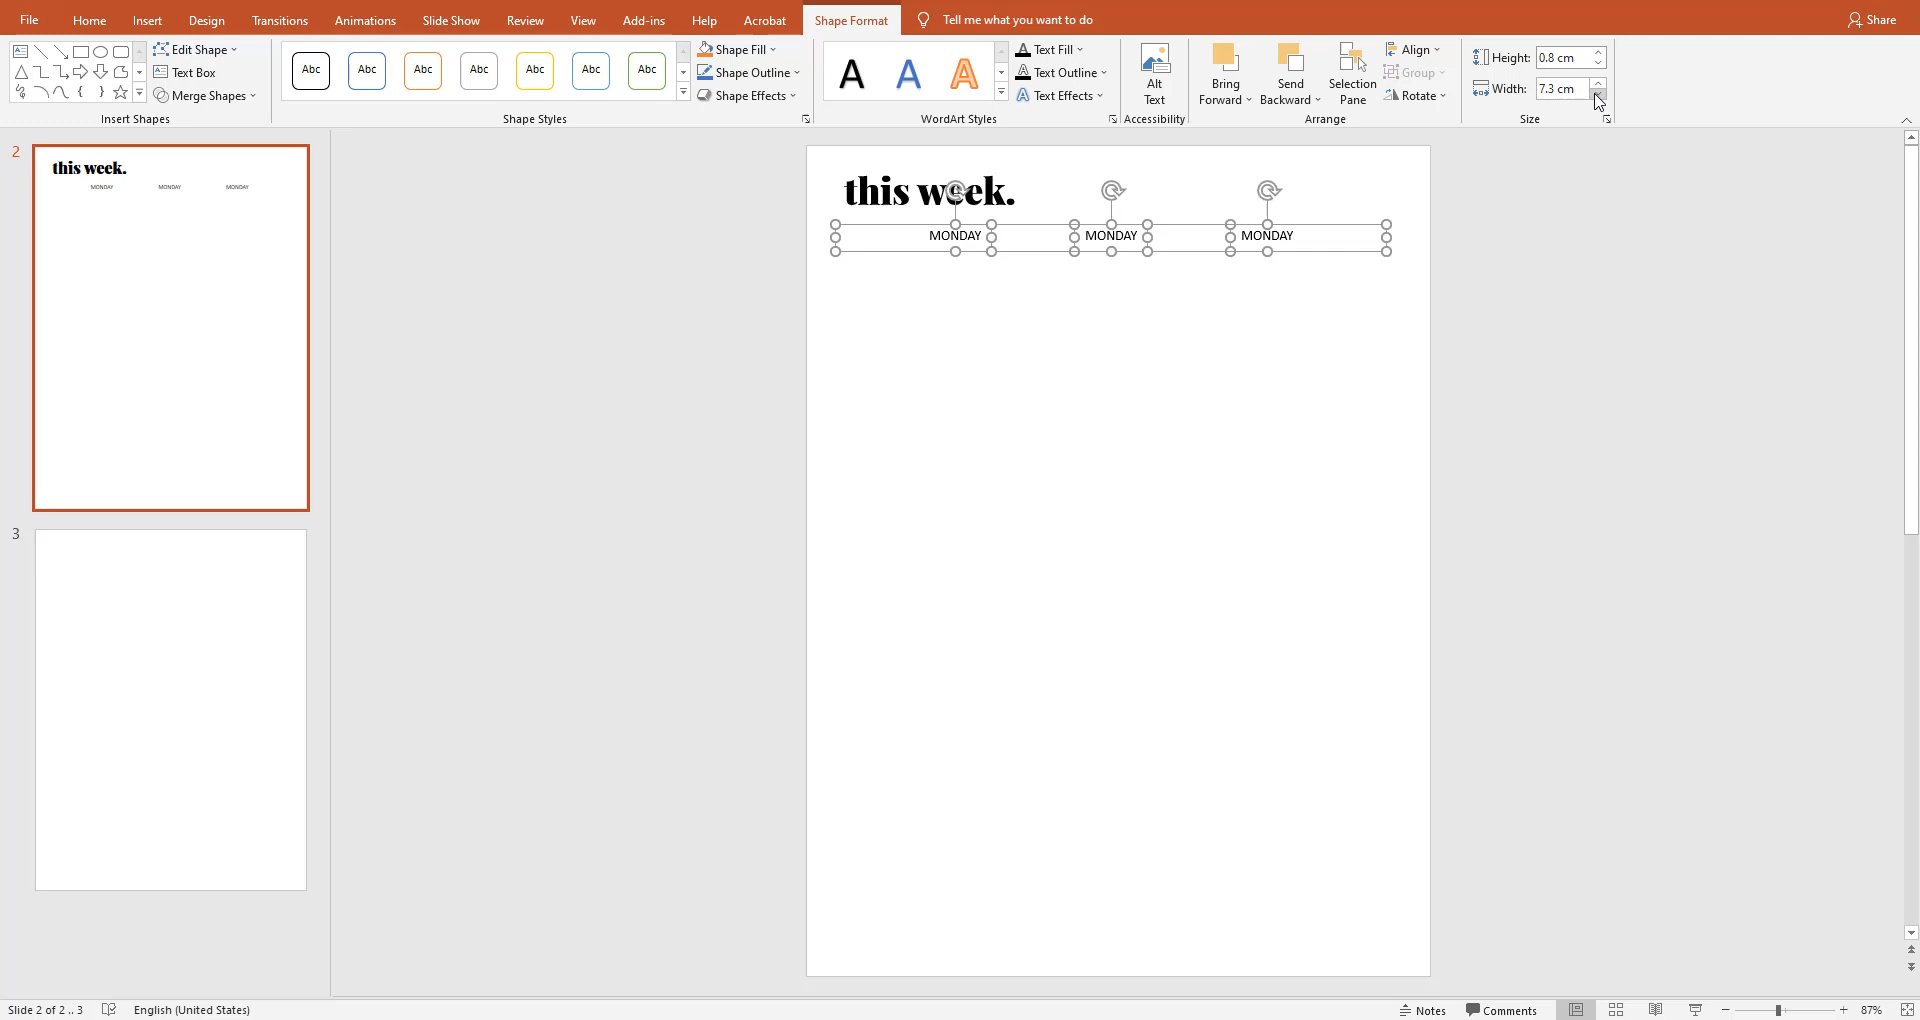 File Home Insert Design Transitions Animations Slide Show Review View Add-ins Help Acrobat Shape Format Tell me what you want to do Share
Edit Shape
Text Box
Merge Shapes
Insert Shapes
Abc Abc Abc Abc Abc Abc Abc
Shape Fill
Shape Outline
Shape Effects
Shape Styles
A A A
Text Fill
Text Outline
Text Effects
WordArt Styles
Alt
Text
Accessibility
Bring
Forward
Send
Backward
Selection
Pane
Align
Group
Rotate
Arrange
Height: 0.8 cm
Width: 7.3 cm
Size
2
this week.
MONDAY MONDAY MONDAY
3
this week.
MONDAY MONDAY MONDAY
Slide 2 of 2 .. 3 English (United States) Notes Comments 87%